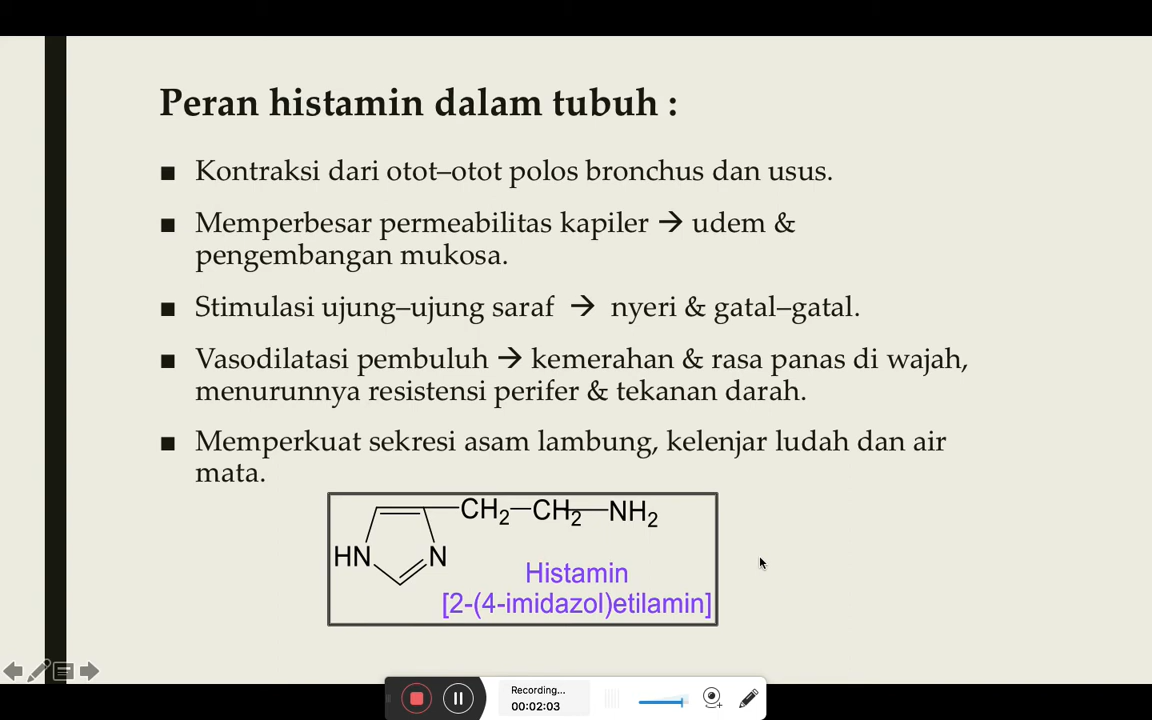 Peran histamin dalam tubuh :
■ Kontraksi dari otot–otot polos bronchus dan usus.
■ Memperbesar permeabilitas kapiler → udem &
pengembangan mukosa.
■ Stimulasi ujung–ujung saraf → nyeri & gatal–gatal.
■ Vasodilatasi pembuluh → kemerahan & rasa panas di wajah,
menurunnya resistensi perifer & tekanan darah.
■ Memperkuat sekresi asam lambung, kelenjar ludah dan air
mata.
CH₂—CH₂—NH₂
HN N
Histamin
[2-(4-imidazol)etilamin]
Recording...
00:02:03